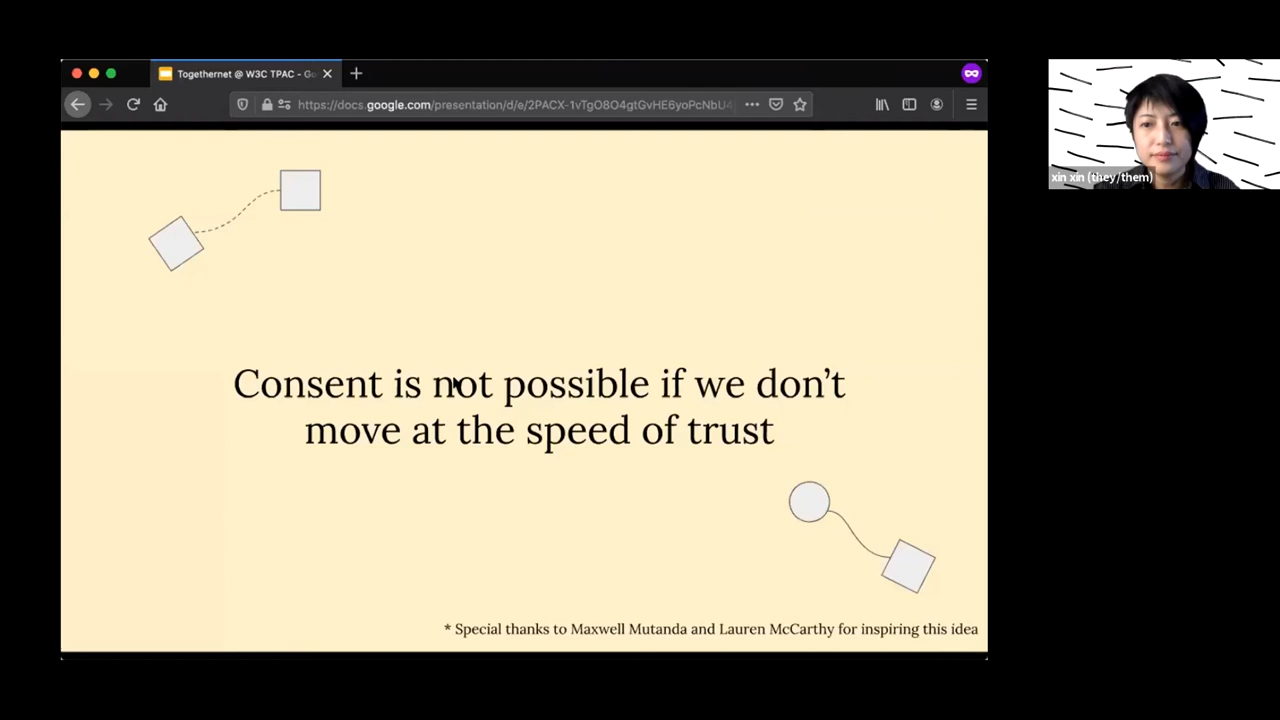 Togethernet @ W3C TPAC - Go
https://docs.google.com/presentation/d/e/2PACX-1vTgO8O4gtGvHE6yoPcNbU4
xin xin (they/them)
Consent is not possible if we don’t
move at the speed of trust
* Special thanks to Maxwell Mutanda and Lauren McCarthy for inspiring this idea